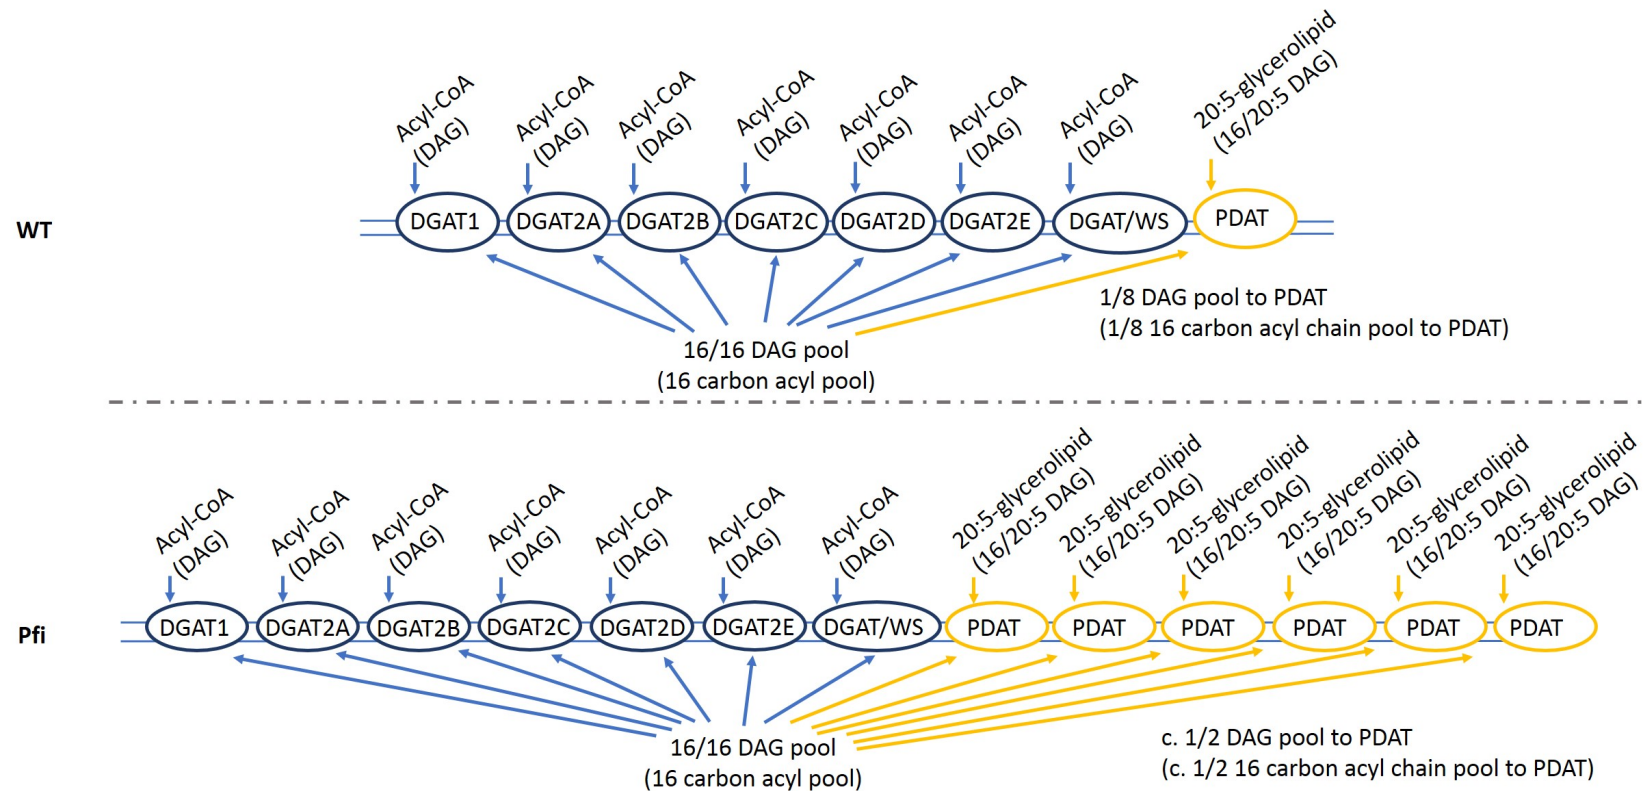 Acyl-CoA
(DAG)
Acyl-CoA
(DAG)
Acyl-CoA
(DAG)
Acyl-CoA
(DAG)
Acyl-CoA
(DAG)
Acyl-CoA
(DAG)
Acyl-CoA
(DAG)
20:5-glycerolipid
(16/20:5 DAG)
WT
DGAT1
DGAT2A
DGAT2B
DGAT2C
DGAT2D
DGAT2E
DGAT/WS
PDAT
1/8 DAG pool to PDAT
(1/8 16 carbon acyl chain pool to PDAT)
16/16 DAG pool
(16 carbon acyl pool)
Acyl-CoA
(DAG)
Acyl-CoA
(DAG)
Acyl-CoA
(DAG)
Acyl-CoA
(DAG)
Acyl-CoA
(DAG)
Acyl-CoA
(DAG)
Acyl-CoA
(DAG)
20:5-glycerolipid
(16/20:5 DAG)
20:5-glycerolipid
(16/20:5 DAG)
20:5-glycerolipid
(16/20:5 DAG)
20:5-glycerolipid
(16/20:5 DAG)
20:5-glycerolipid
(16/20:5 DAG)
20:5-glycerolipid
(16/20:5 DAG)
Pfi
DGAT1
DGAT2A
DGAT2B
DGAT2C
DGAT2D
DGAT2E
DGAT/WS
PDAT
PDAT
PDAT
PDAT
PDAT
PDAT
16/16 DAG pool
(16 carbon acyl pool)
c. 1/2 DAG pool to PDAT
(c. 1/2 16 carbon acyl chain pool to PDAT)